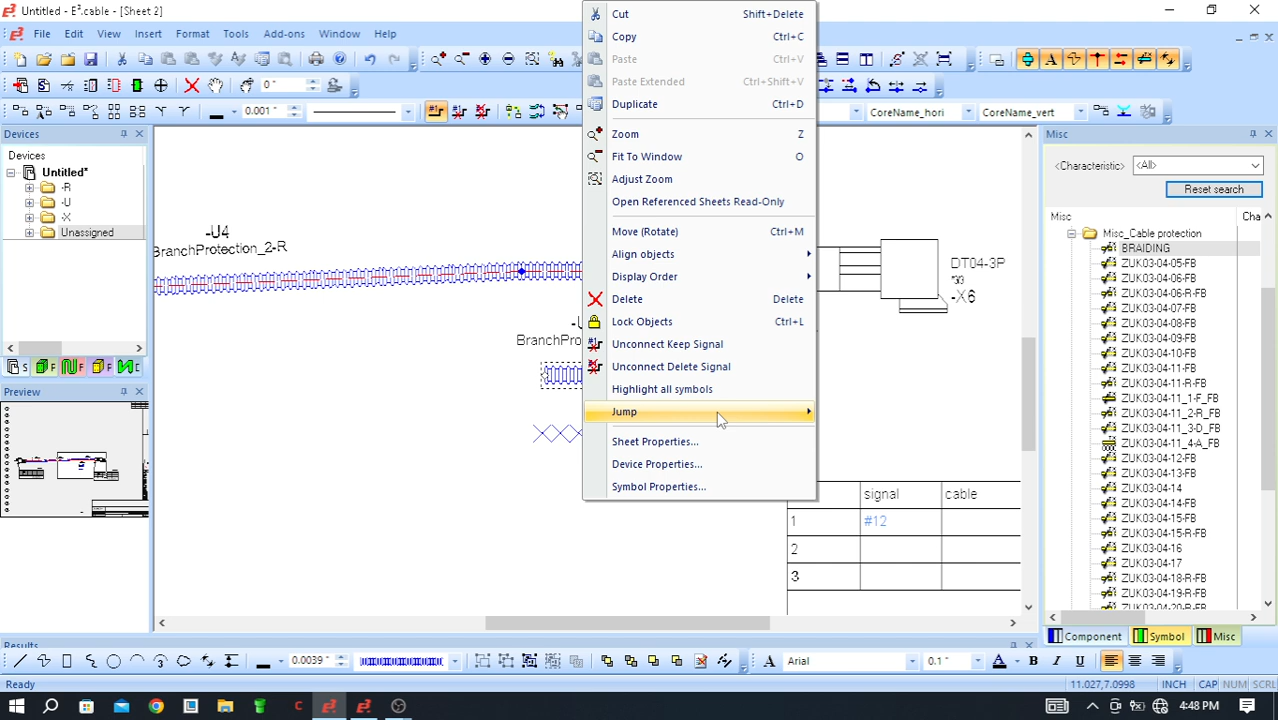 Untitled - E³.cable - [Sheet 2]
File Edit View Insert Format Tools Add-ons Window Help
0°
0.001"
CoreName_hori
CoreName_vert
Devices
Devices
Untitled*
-R
-U
-X
Unassigned
Preview
-U4
BranchProtection_2-R
BranchPro
DT04-3P
-X6
signal
cable
1
#12
2
3
Cut Shift+Delete
Copy Ctrl+C
Paste Ctrl+V
Paste Extended Ctrl+Shift+V
Duplicate Ctrl+D
Zoom Z
Fit To Window O
Adjust Zoom
Open Referenced Sheets Read-Only
Move (Rotate) Ctrl+M
Align objects
Display Order
Delete Delete
Lock Objects Ctrl+L
Unconnect Keep Signal
Unconnect Delete Signal
Highlight all symbols
Jump
Sheet Properties...
Device Properties...
Symbol Properties...
Misc
<Characteristic> <All>
Reset search
Misc Cha
Misc_Cable protection
BRAIDING
ZUK03-04-05-FB
ZUK03-04-06-FB
ZUK03-04-06-R-FB
ZUK03-04-07-FB
ZUK03-04-08-FB
ZUK03-04-09-FB
ZUK03-04-10-FB
ZUK03-04-11-FB
ZUK03-04-11-R-FB
ZUK03-04-11_1-F_FB
ZUK03-04-11_2-R_FB
ZUK03-04-11_3-D_FB
ZUK03-04-11_4-A_FB
ZUK03-04-12-FB
ZUK03-04-13-FB
ZUK03-04-14
ZUK03-04-14-FB
ZUK03-04-15-FB
ZUK03-04-15-R-FB
ZUK03-04-16
ZUK03-04-17
ZUK03-04-18-R-FB
ZUK03-04-19-R-FB
ZUK03-04-20-R-FB
Component Symbol Misc
Results
0.0039"
Arial
0.1"
B I U
Ready
11.027,7.0998 INCH CAP NUM SCRL
4:48 PM